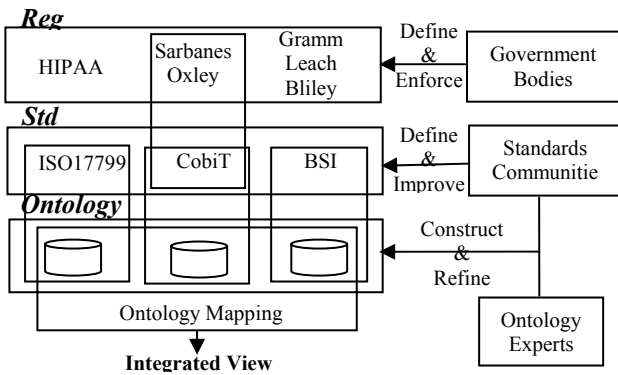 Reg
HIPAA
Sarbanes
Oxley
Gramm
Leach
Bliley
Define
&
Enforce
Government
Bodies
Std
ISO17799
CobiT
BSI
Define
&
Improve
Standards
Communitie
Ontology
Construct
&
Refine
Ontology Mapping
Ontology
Experts
Integrated View